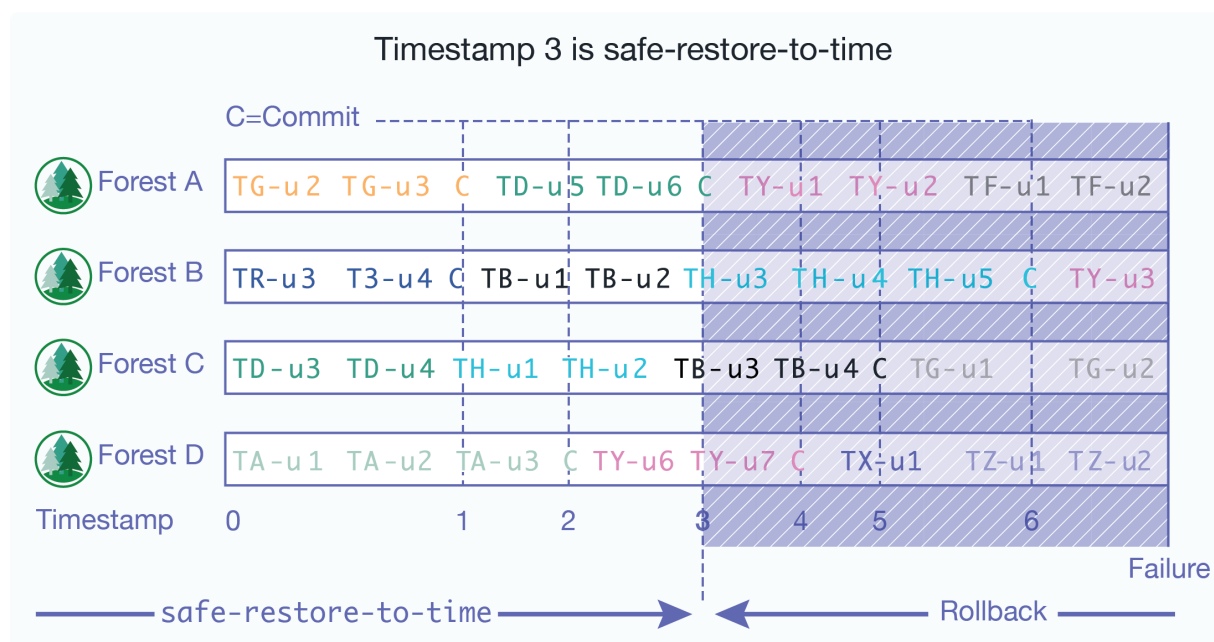 Timestamp 3 is safe-restore-to-time
C=Commit
Forest A TG-u2 TG-u3 C TD-u5 TD-u6 C TY-u1 TY-u2 TF-u1 TF-u2
Forest B TR-u3 T3-u4 C TB-u1 TB-u2 TH-u3 TH-u4 TH-u5 C TY-u3
Forest C TD-u3 TD-u4 TH-u1 TH-u2 TB-u3 TB-u4 C TG-u1 TG-u2
Forest D TA-u1 TA-u2 TA-u3 C TY-u6 TY-u7 C TX-u1 TZ-u1 TZ-u2
Timestamp 0 1 2 3 4 5 6
Failure
safe-restore-to-time Rollback